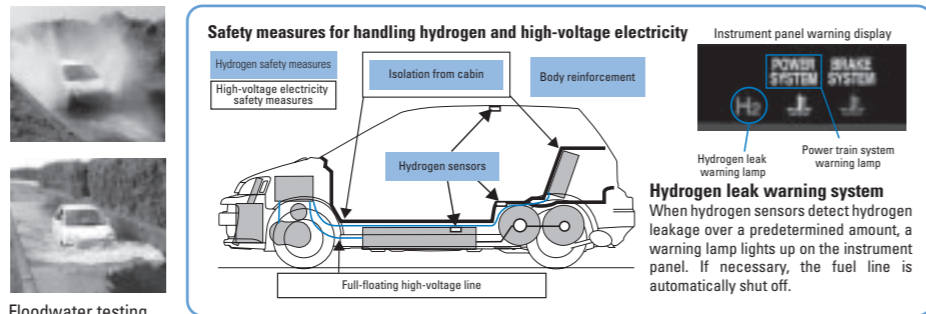 Safety measures for handling hydrogen and high-voltage electricity
Hydrogen safety measures
High-voltage electricity
safety measures
Isolation from cabin
Body reinforcement
Hydrogen sensors
Full-floating high-voltage line
Instrument panel warning display
POWER
SYSTEM
BRAKE
SYSTEM
H2
Hydrogen leak
warning lamp
Power train system
warning lamp
Hydrogen leak warning system
When hydrogen sensors detect hydrogen
leakage over a predetermined amount, a
warning lamp lights up on the instrument
panel. If necessary, the fuel line is
automatically shut off.
Floodwater testing